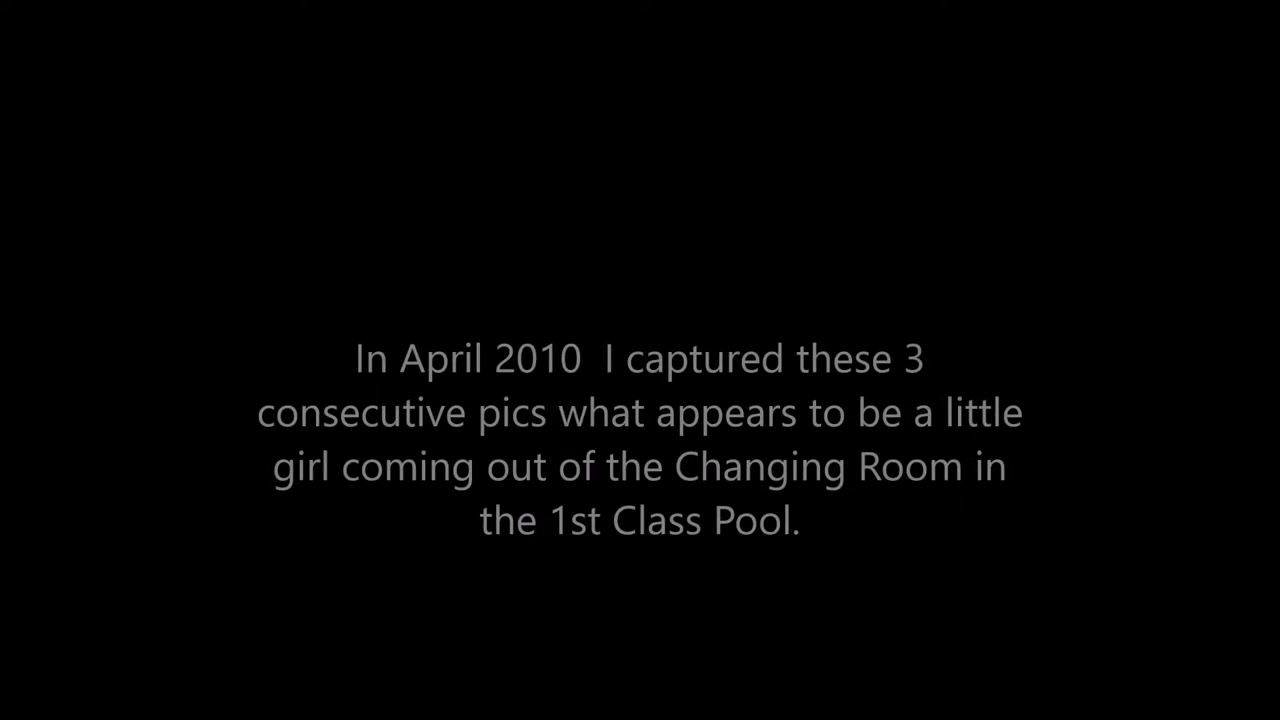 In April 2010  I captured these 3
consecutive pics what appears to be a little
girl coming out of the Changing Room in
the 1st Class Pool.